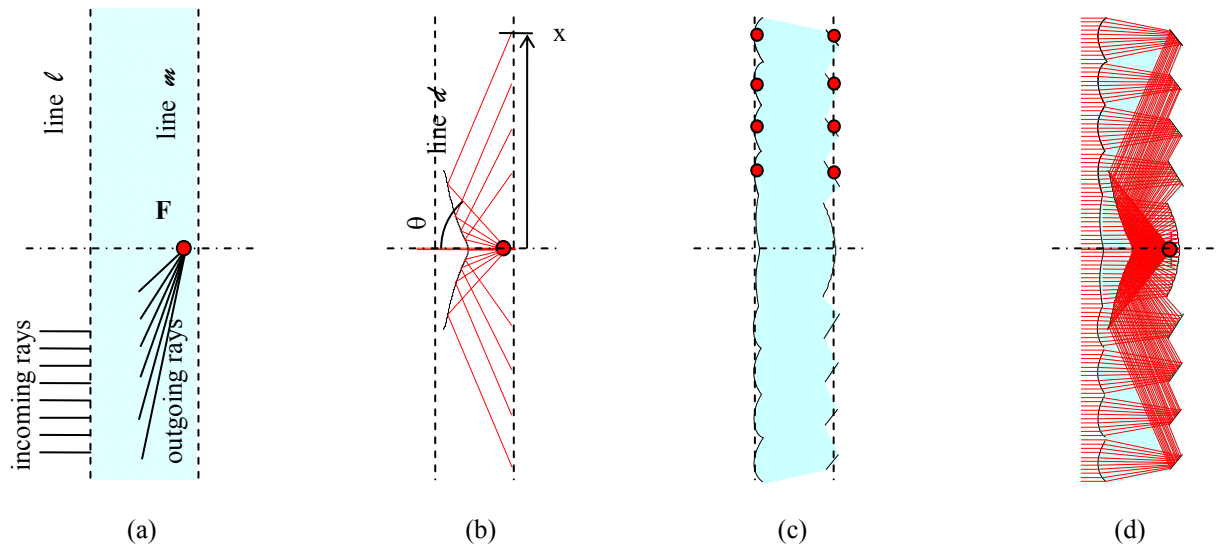 line ℓ
line 𝓂
F
incoming rays
outgoing rays
(a)
x
line 𝒹
θ
(b)
(c)
(d)